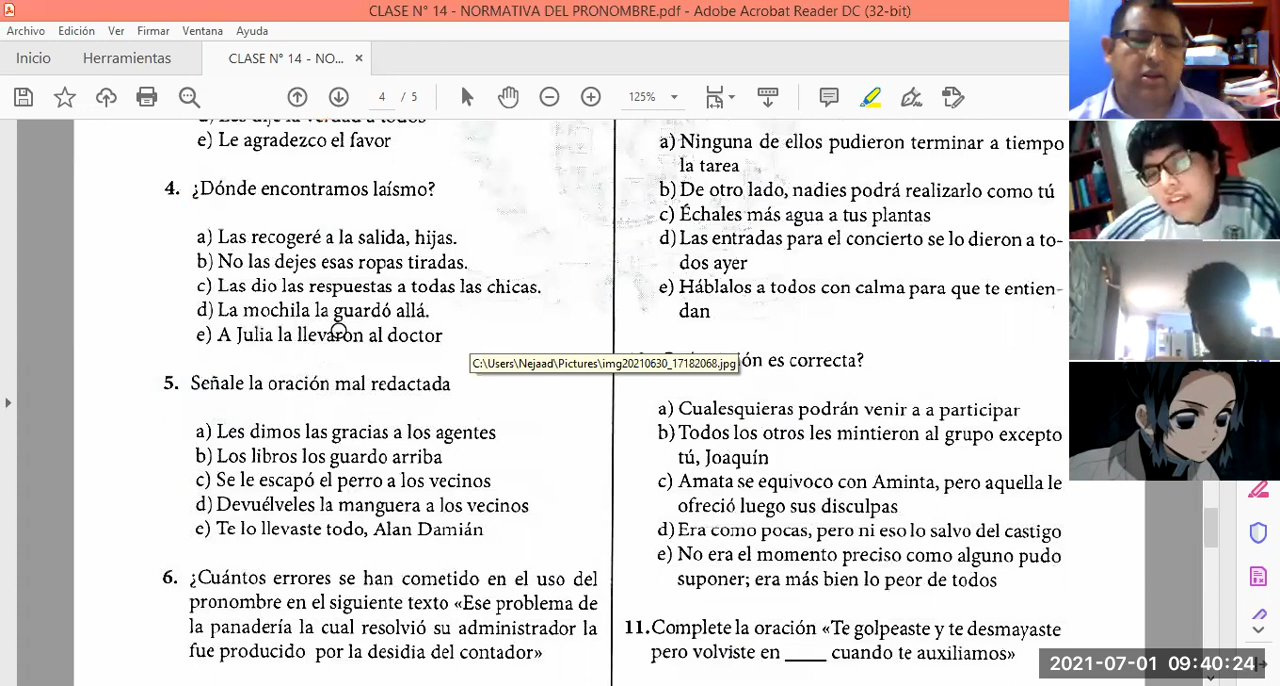 CLASE N° 14 - NORMATIVA DEL PRONOMBRE.pdf - Adobe Acrobat Reader DC (32-bit)
Archivo Edición Ver Firmar Ventana Ayuda
Inicio Herramientas CLASE N° 14 - NO... ×
4 / 5 125%
e) Le agradezco el favor
4. ¿Dónde encontramos laísmo?
a) Las recogeré a la salida, hijas.
b) No las dejes esas ropas tiradas.
c) Las dio las respuestas a todas las chicas.
d) La mochila la guardó allá.
e) A Julia la llevaron al doctor
5. Señale la oración mal redactada
a) Les dimos las gracias a los agentes
b) Los libros los guardo arriba
c) Se le escapó el perro a los vecinos
d) Devuélveles la manguera a los vecinos
e) Te lo llevaste todo, Alan Damián
6. ¿Cuántos errores se han cometido en el uso del
pronombre en el siguiente texto «Ese problema de
la panadería la cual resolvió su administrador la
fue producido por la desidia del contador»
a) Ninguna de ellos pudieron terminar a tiempo
la tarea
b) De otro lado, nadies podrá realizarlo como tú
c) Échales más agua a tus plantas
d) Las entradas para el concierto se lo dieron a to-
dos ayer
e) Háblalos a todos con calma para que te entien-
dan
C:\Users\Nejaad\Pictures\img20210630_17182068.jpg
ón es correcta?
a) Cualesquieras podrán venir a a participar
b) Todos los otros les mintieron al grupo excepto
tú, Joaquín
c) Amata se equivoco con Aminta, pero aquella le
ofreció luego sus disculpas
d) Era como pocas, pero ni eso lo salvo del castigo
e) No era el momento preciso como alguno pudo
suponer; era más bien lo peor de todos
11. Complete la oración «Te golpeaste y te desmayaste
pero volviste en ____ cuando te auxiliamos»
2021-07-01 09:40:24